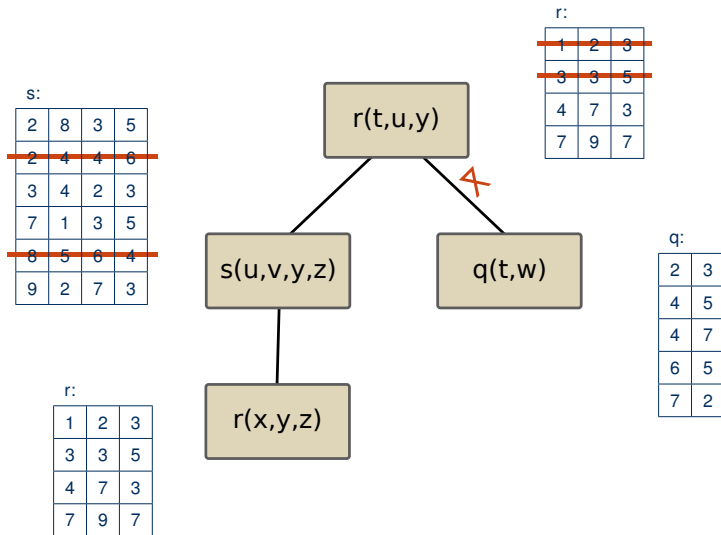 r:
1 2 3
3 3 5
4 7 3
7 9 7
s:
2 8 3 5
2 4 4 6
3 4 2 3
7 1 3 5
8 5 6 4
9 2 7 3
r(t,u,y)
⋉
s(u,v,y,z)
q(t,w)
q:
2 3
4 5
4 7
6 5
7 2
r(x,y,z)
r:
1 2 3
3 3 5
4 7 3
7 9 7